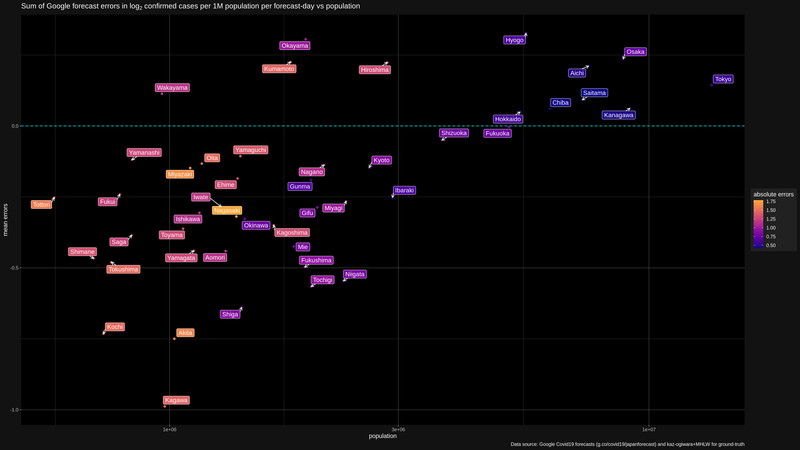 Sum of Google forecast errors in log2 confirmed cases per 1M population per forecast-day vs population
Hyogo
Okayama
Osaka
Kumamoto
Hiroshima
Aichi
Tokyo
Wakayama
Saitama
Chiba
Kanagawa
Hokkaido
0.0
Shizuoka
Fukuoka
Yamanashi
Yamaguchi
Oita
Kyoto
Miyazaki
Nagano
Ehime
Gunma
Ibaraki
absolute errors
1.75
1.50
1.25
1.00
0.75
0.50
Iwate
Tottori
Fukui
Nagasaki
Gifu
Miyagi
mean errors
Ishikawa
Okinawa
Toyama
Kagoshima
Saga
Mie
Shimane
Yamagata
Aomori
Fukushima
-0.5
Tokushima
Niigata
Tochigi
Shiga
Kochi
Akita
Kagawa
-1.0
1e+06
3e+06
1e+07
population
Data source: Google Covid19 forecasts (g.co/covid19/japanforecast) and kaz-ogiwara+MHLW for ground-truth